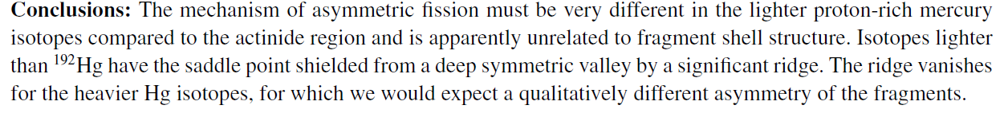 Conclusions: The mechanism of asymmetric fission must be very different in the lighter proton-rich mercury
isotopes compared to the actinide region and is apparently unrelated to fragment shell structure. Isotopes lighter
than ¹⁹²Hg have the saddle point shielded from a deep symmetric valley by a significant ridge. The ridge vanishes
for the heavier Hg isotopes, for which we would expect a qualitatively different asymmetry of the fragments.